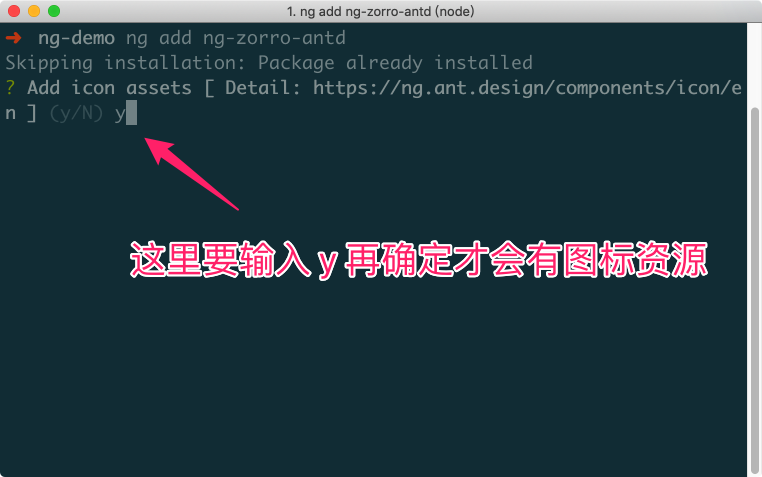 1. ng add ng-zorro-antd (node)
➜ ng-demo ng add ng-zorro-antd
Skipping installation: Package already installed
? Add icon assets [ Detail: https://ng.ant.design/components/icon/e
n ] (y/N) y
这里要输入 y 再确定才会有图标资源